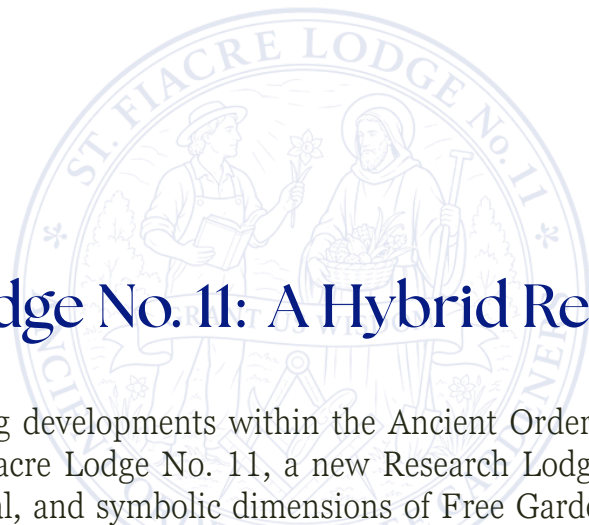 ST. FIACRE LODGE No. 11
dge No. 11: A Hybrid Re
g developments within the Ancient Order
acre Lodge No. 11, a new Research Lodg
al, and symbolic dimensions of Free Garde